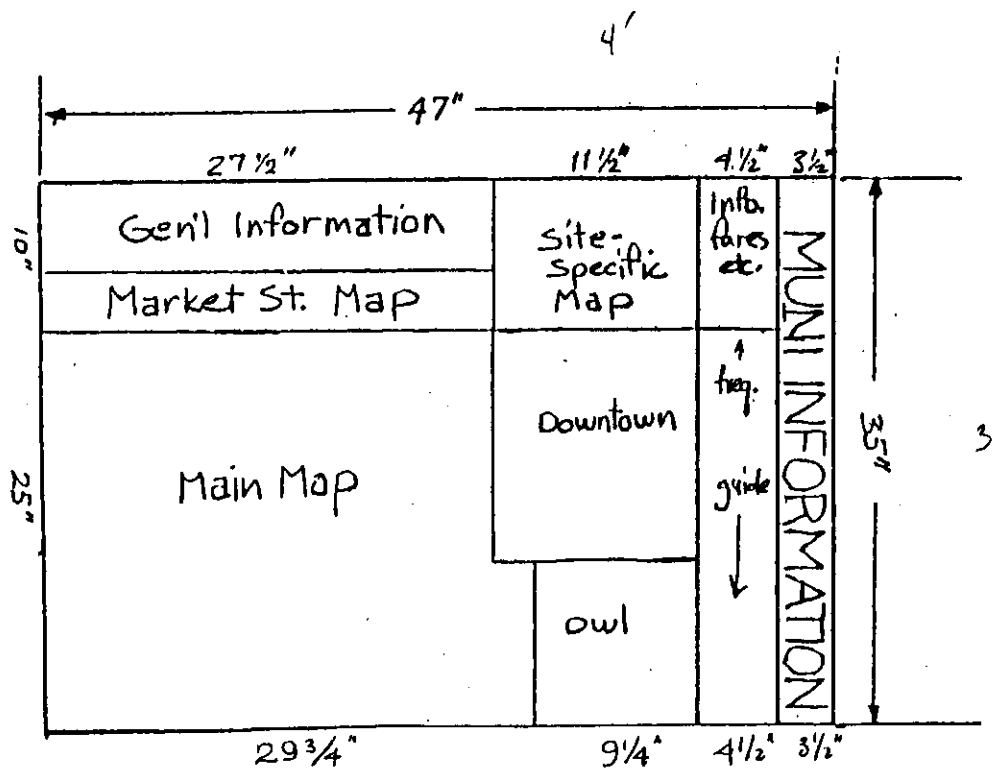 4'
47"
27 1/2" 11 1/2" 4 1/2" 3 1/2"
Gen'l Information
Market St. Map
10"
Site-
specific
Map
Info.
fares
etc.
MUNI INFORMATION
35"
3
Main Map
25"
Downtown
freq.
guide
owl
29 3/4" 9 1/4" 4 1/2" 3 1/2"